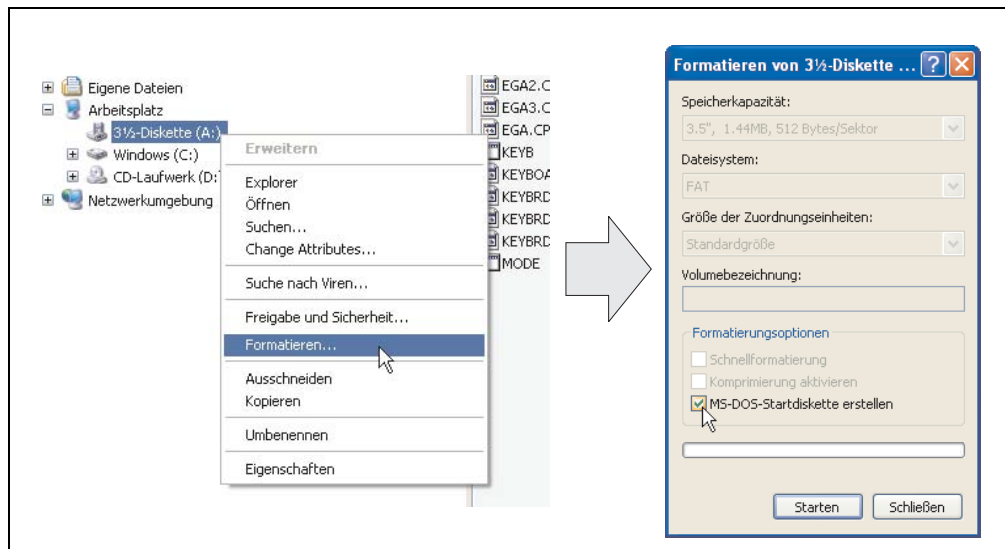 Eigene Dateien
Arbeitsplatz
3½-Diskette (A:)
Windows (C:)
CD-Laufwerk (D:
Netzwerkumgebung
Erweitern
Explorer
Öffnen
Suchen...
Change Attributes...
Suche nach Viren...
Freigabe und Sicherheit...
Formatieren...
Ausschneiden
Kopieren
Umbenennen
Eigenschaften
EGA2.C
EGA3.C
EGA.CP
KEYB
KEYBOA
KEYBRD
KEYBRD
KEYBRD
MODE
Formatieren von 3½-Diskette ...
Speicherkapazität:
3.5", 1.44MB, 512 Bytes/Sektor
Dateisystem:
FAT
Größe der Zuordnungseinheiten:
Standardgröße
Volumebezeichnung:
Formatierungsoptionen
Schnellformatierung
Komprimierung aktivieren
MS-DOS-Startdiskette erstellen
Starten
Schließen